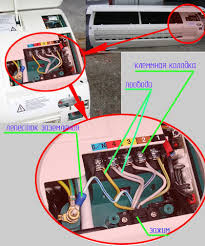 клеммная колодка
провода
лепесток заземления
зажим